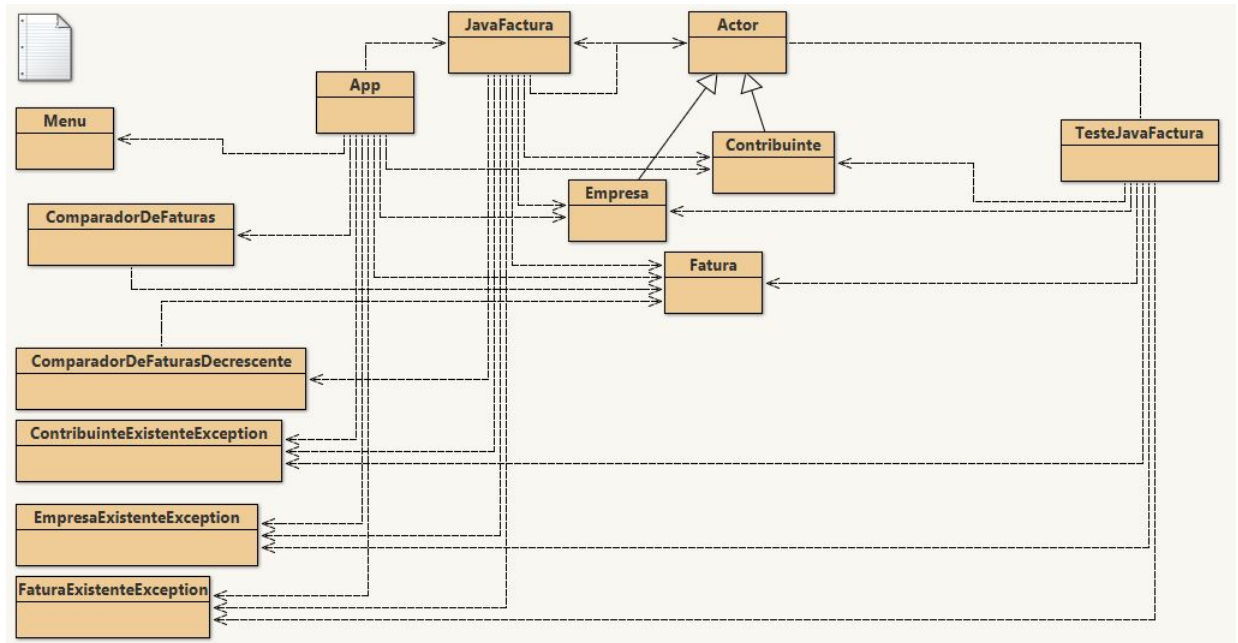 JavaFactura
Actor
App
Menu
TesteJavaFactura
Contribuinte
Empresa
ComparadorDeFaturas
Fatura
ComparadorDeFaturasDecrescente
ContribuinteExistenteException
EmpresaExistenteException
FaturaExistenteException